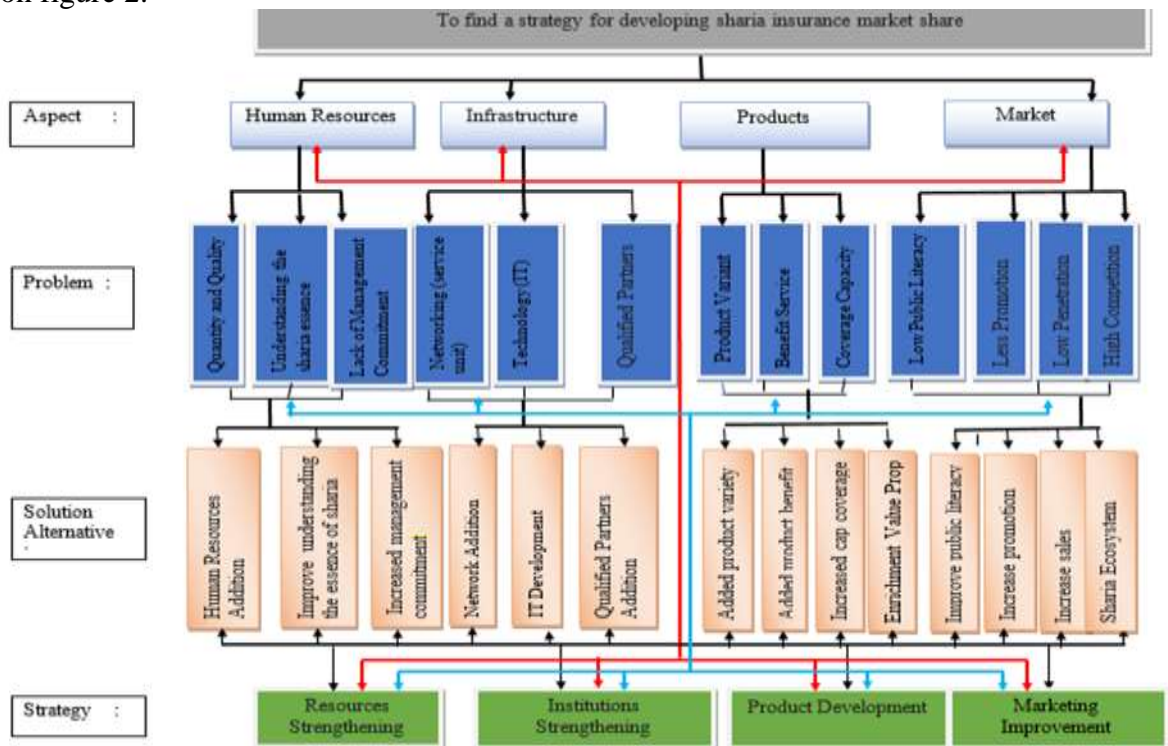 on figure 2.
To find a strategy for developing sharia insurance market share
Aspect :
Human Resources
Infrastructure
Products
Market
Problem :
Quantity and Quality
Understanding the
sharia essence
Lack of Management
Commitment
Networking (service
unit)
Technology (IT)
Qualified Partners
Product Variant
Benefit Service
Coverage Capacity
Low Public Literacy
Less Promotion
Low Penetration
High Competition
Solution
Alternative
:
Human Resources
Addition
Improve understanding
the essence of sharia
Increased management
commitment
Network Addition
IT Development
Qualified Partners
Addition
Added product variety
Added product benefit
Increased cap coverage
Enrichment Value Prop
Improve public literacy
Increase promotion
Increase sales
Sharia Ecosystem
Strategy :
Resources
Strengthening
Institutions
Strengthening
Product Development
Marketing
Improvement